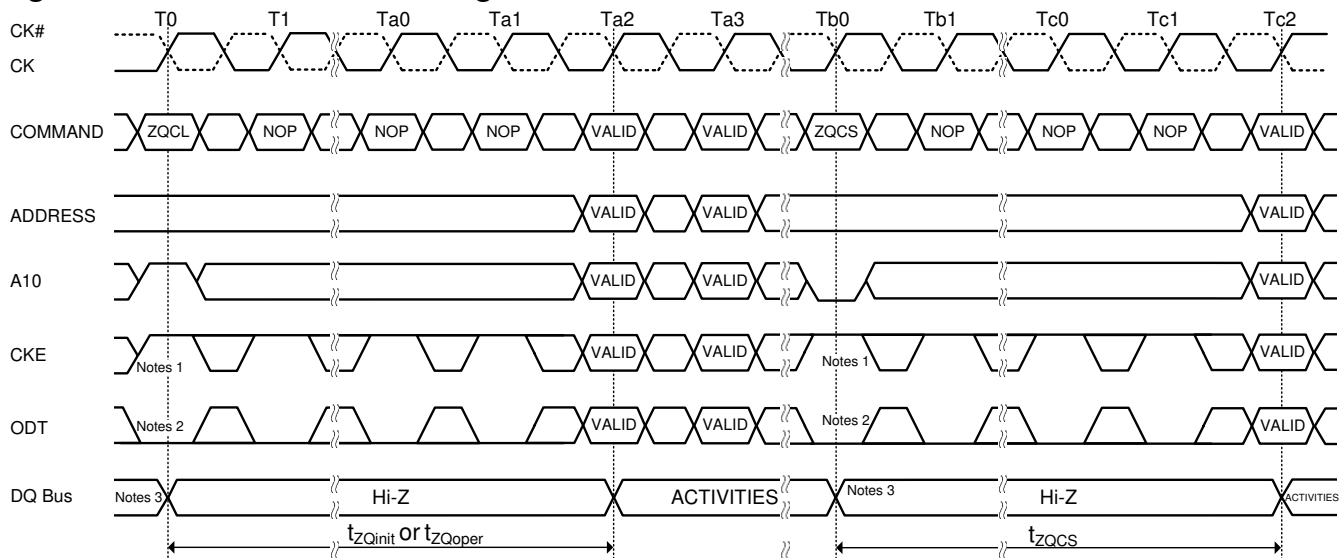 T0 T1 Ta0 Ta1 Ta2 Ta3 Tb0 Tb1 Tc0 Tc1 Tc2
CK#
CK
COMMAND ZQCL NOP NOP NOP VALID VALID ZQCS NOP NOP NOP VALID
ADDRESS VALID VALID VALID
A10 VALID VALID VALID
CKE Notes 1 VALID VALID Notes 1 VALID
ODT Notes 2 VALID VALID Notes 2 VALID
DQ Bus Notes 3 Hi-Z ACTIVITIES Notes 3 Hi-Z ACTIVITIES
tZQinit or tZQoper tZQCS